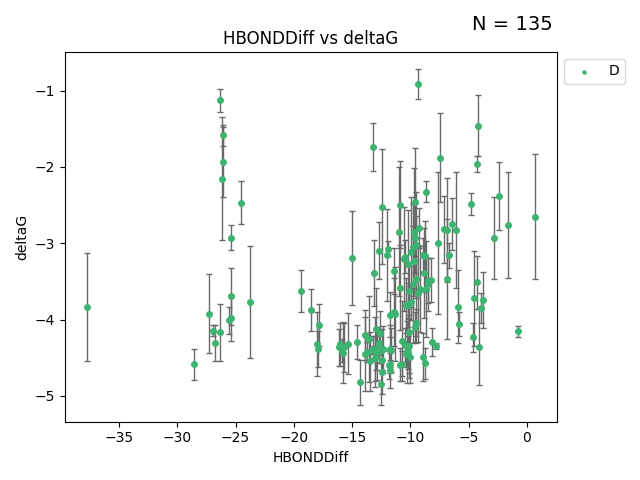 N = 135
HBONDDiff vs deltaG
D
deltaG
−1
−2
−3
−4
−5
−35
−30
−25
−20
−15
−10
−5
0
HBONDDiff